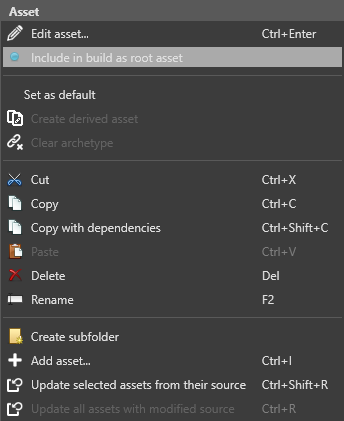 Asset
Edit asset... Ctrl+Enter
Include in build as root asset
Set as default
Create derived asset
Clear archetype
Cut Ctrl+X
Copy Ctrl+C
Copy with dependencies Ctrl+Shift+C
Paste Ctrl+V
Delete Del
Rename F2
Create subfolder
Add asset... Ctrl+I
Update selected assets from their source Ctrl+Shift+R
Update all assets with modified source Ctrl+R